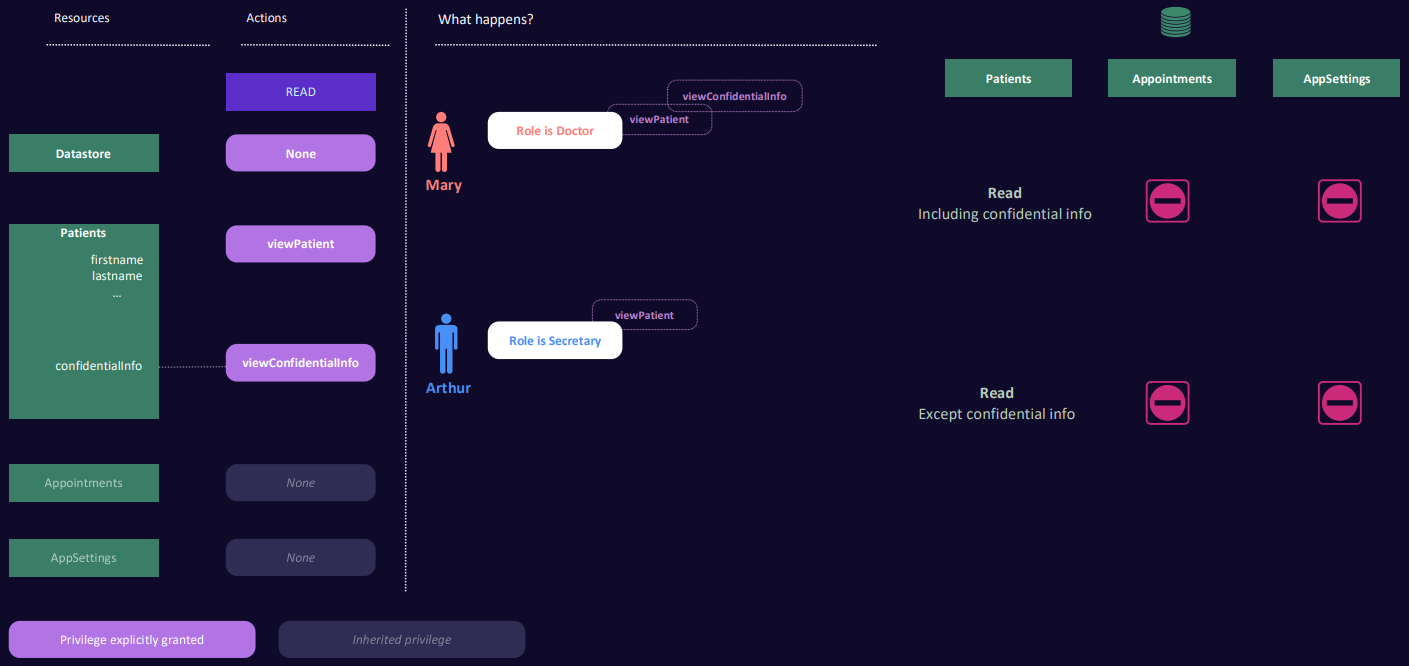 Resources
Actions
What happens?
READ
Datastore
None
Patients
firstname
lastname
...
viewPatient
confidentialInfo
viewConfidentialInfo
Appointments
None
AppSettings
None
Privilege explicitly granted
Inherited privilege
viewConfidentialInfo
viewPatient
Role is Doctor
Mary
viewPatient
Role is Secretary
Arthur
Patients
Appointments
AppSettings
Read
Including confidential info
Read
Except confidential info